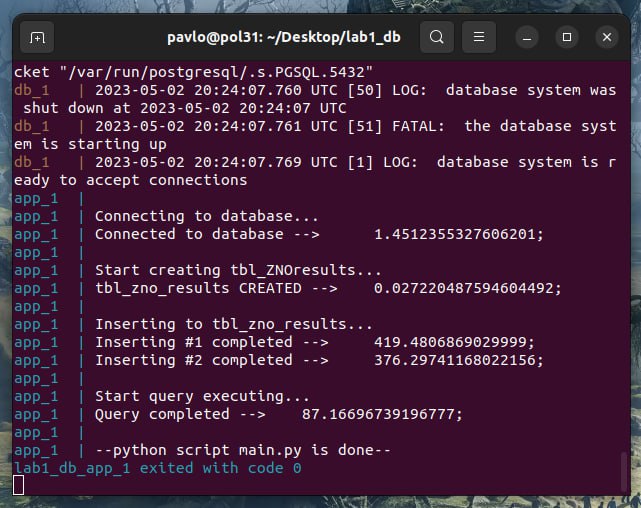 pavlo@pol31: ~/Desktop/lab1_db
cket "/var/run/postgresql/.s.PGSQL.5432"
db_1   | 2023-05-02 20:24:07.760 UTC [50] LOG:  database system was
 shut down at 2023-05-02 20:24:07 UTC
db_1   | 2023-05-02 20:24:07.761 UTC [51] FATAL:  the database syst
em is starting up
db_1   | 2023-05-02 20:24:07.769 UTC [1] LOG:  database system is r
eady to accept connections
app_1  |
app_1  | Connecting to database...
app_1  | Connected to database -->      1.4512355327606201;
app_1  |
app_1  | Start creating tbl_ZNOresults...
app_1  | tbl_zno_results CREATED -->    0.027220487594604492;
app_1  |
app_1  | Inserting to tbl_zno_results...
app_1  | Inserting #1 completed -->     419.4806869029999;
app_1  | Inserting #2 completed -->     376.29741168022156;
app_1  |
app_1  | Start query executing...
app_1  | Query completed -->    87.16696739196777;
app_1  |
app_1  | --python script main.py is done--
lab1_db_app_1 exited with code 0